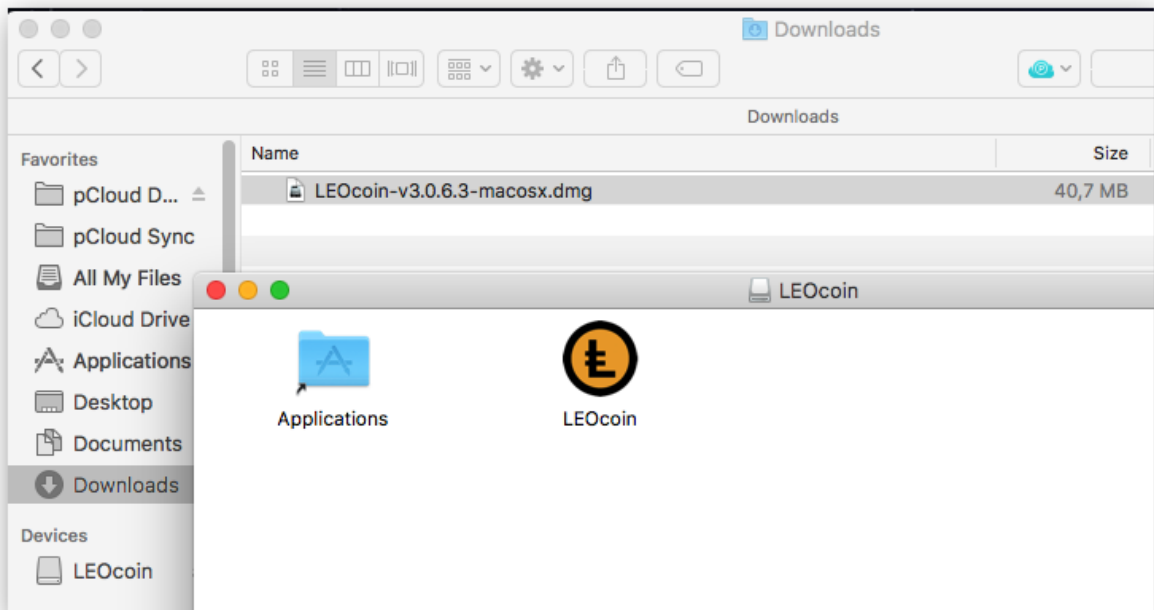 Downloads
Downloads
Favorites
Name
Size
pCloud D...
LEOcoin-v3.0.6.3-macosx.dmg
40,7 MB
pCloud Sync
All My Files
LEOcoin
iCloud Drive
Applications
Desktop
Applications
LEOcoin
Documents
Downloads
Devices
LEOcoin